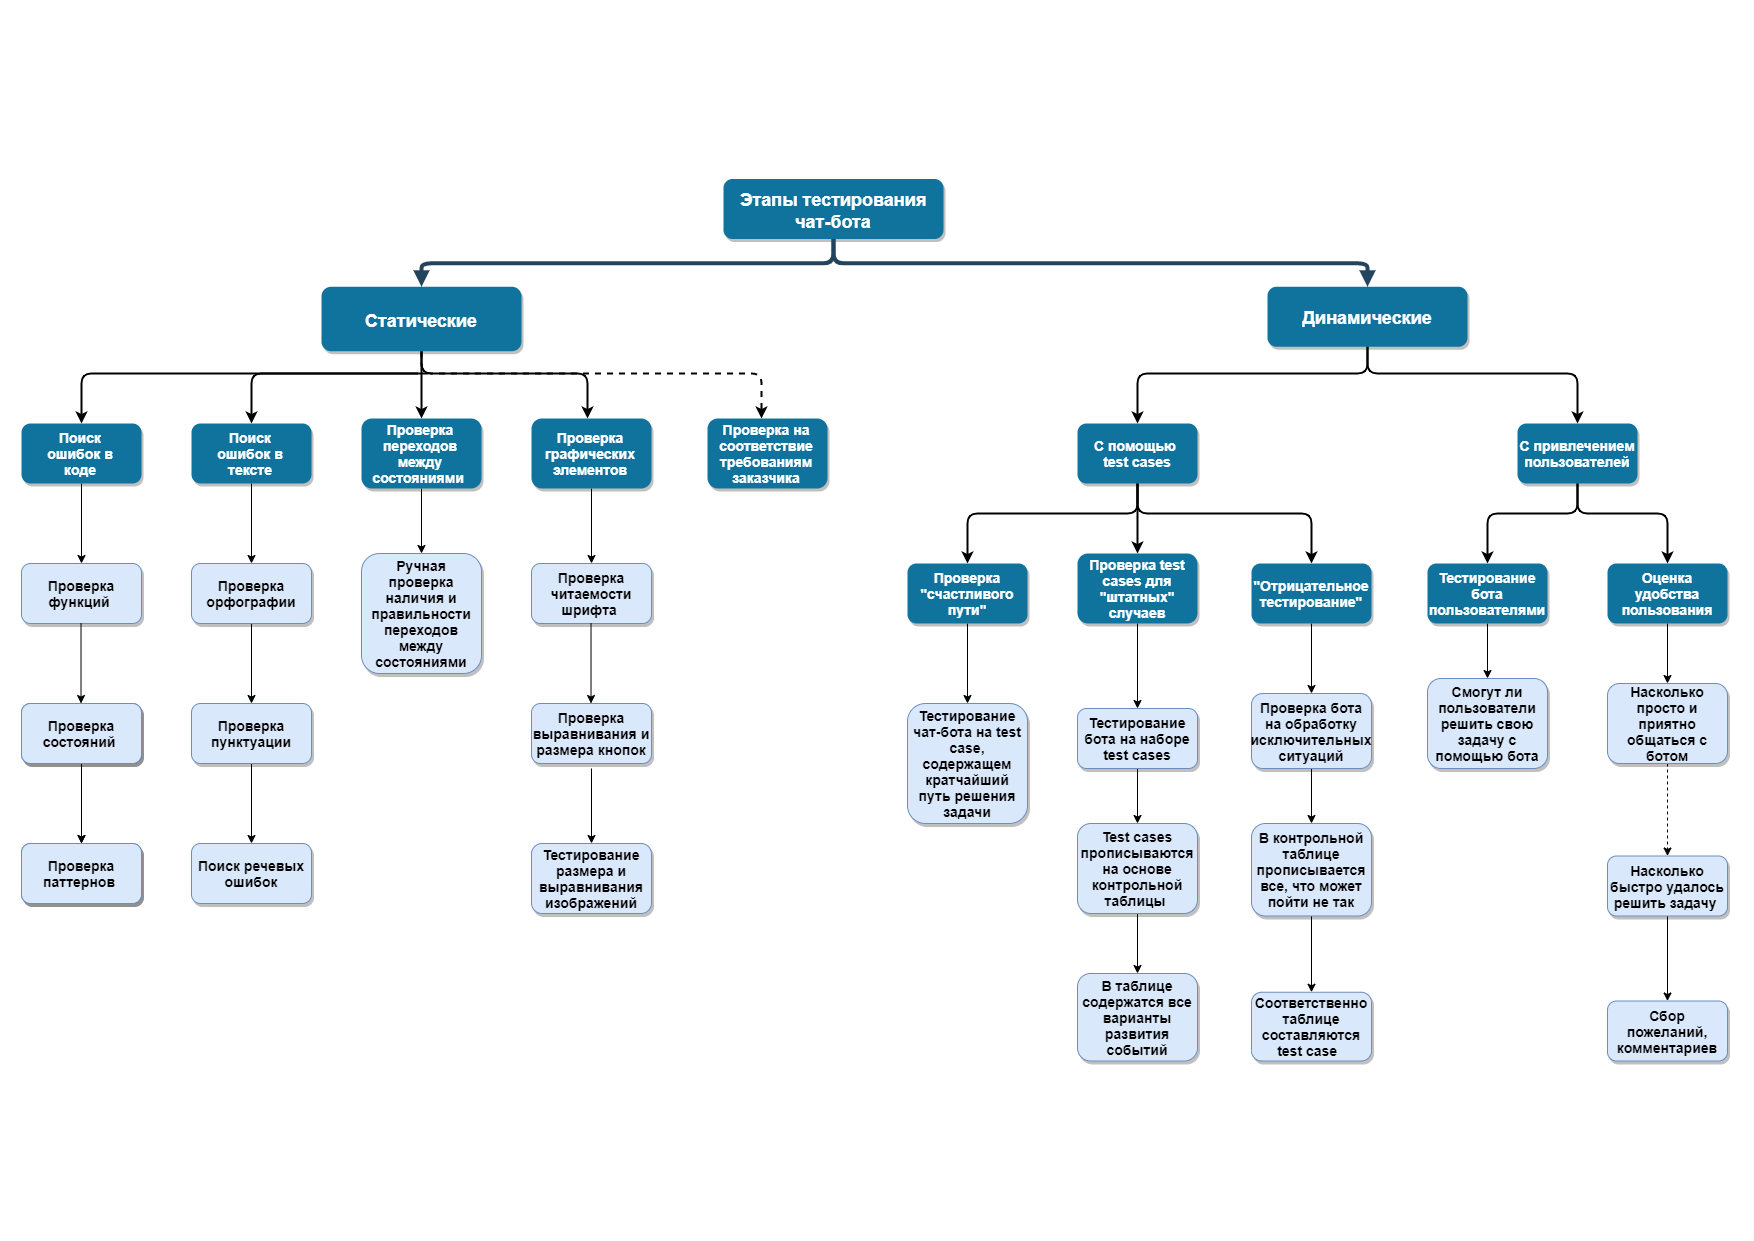 Этапы тестирования
чат-бота
Статические
Динамические
Поиск
ошибок в
коде
Поиск
ошибок в
тексте
Проверка
переходов
между
состояниями
Проверка
графических
элементов
Проверка на
соответствие
требованиям
заказчика
С помощью
test cases
С привлечением
пользователей
Проверка
функций
Проверка
орфографии
Ручная
проверка
наличия и
правильности
переходов
между
состояниями
Проверка
читаемости
шрифта
Проверка
"счастливого
пути"
Проверка test
cases для
"штатных"
случаев
"Отрицательное
тестирование"
Тестирование
бота
пользователями
Оценка
удобства
пользования
Проверка
состояний
Проверка
пунктуации
Проверка
выравнивания и
размера кнопок
Тестирование
чат-бота на test
case,
содержащем
кратчайший
путь решения
задачи
Тестирование
бота на наборе
test cases
Проверка бота
на обработку
исключительных
ситуаций
Смогут ли
пользователи
решить свою
задачу с
помощью бота
Насколько
просто и
приятно
общаться с
ботом
Проверка
паттернов
Поиск речевых
ошибок
Тестирование
размера и
выравнивания
изображений
Test cases
прописываются
на основе
контрольной
таблицы
В контрольной
таблице
прописывается
все, что может
пойти не так
Насколько
быстро удалось
решить задачу
В таблице
содержатся все
варианты
развития
событий
Соответственно
таблице
составляются
test case
Сбор
пожеланий,
комментариев